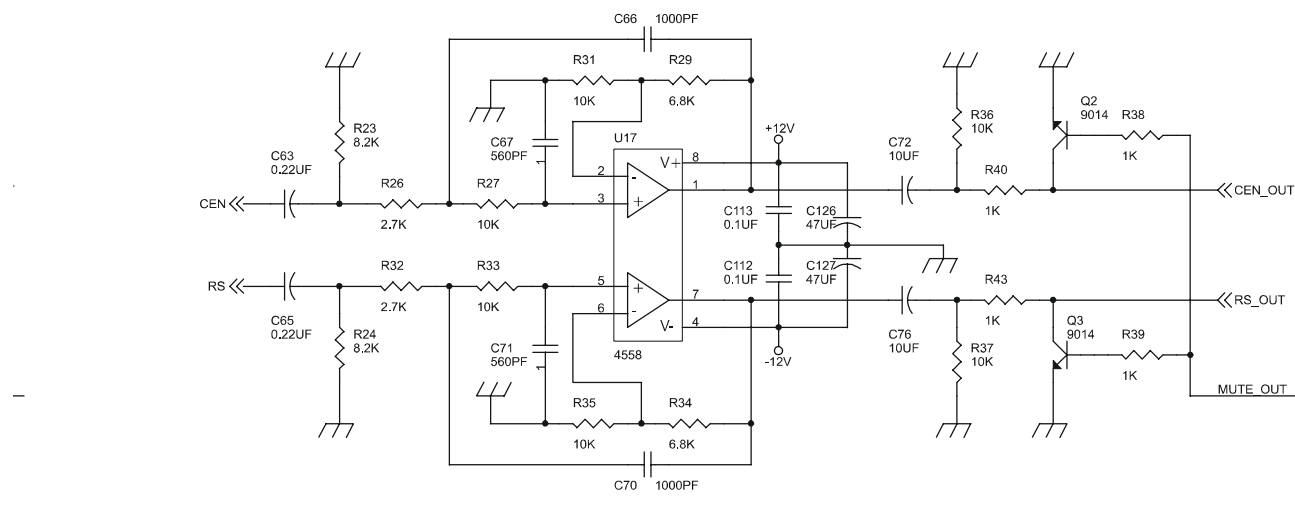 C66 1000PF
R31 R29
10K 6.8K
R23
8.2K
C67
560PF
1
U17
+12V
C72
10UF
R36
10K
Q2
9014
R38
1K
C63
0.22UF
R26 R27
2 - V+ 8
1
R40
CEN 3 + CEN_OUT
2.7K 10K
C113
0.1UF
C126
47UF
1K
R32 R33
C112
0.1UF
C127
47UF
R43
RS 5 + 7 RS_OUT
2.7K 10K 6 -
V- 4
1K
C65
0.22UF
R24
8.2K
C71
560PF
1
4558
-12V
C76
10UF
R37
10K
Q3
9014
R39
1K
MUTE_OUT
R35 R34
10K 6.8K
C70 1000PF